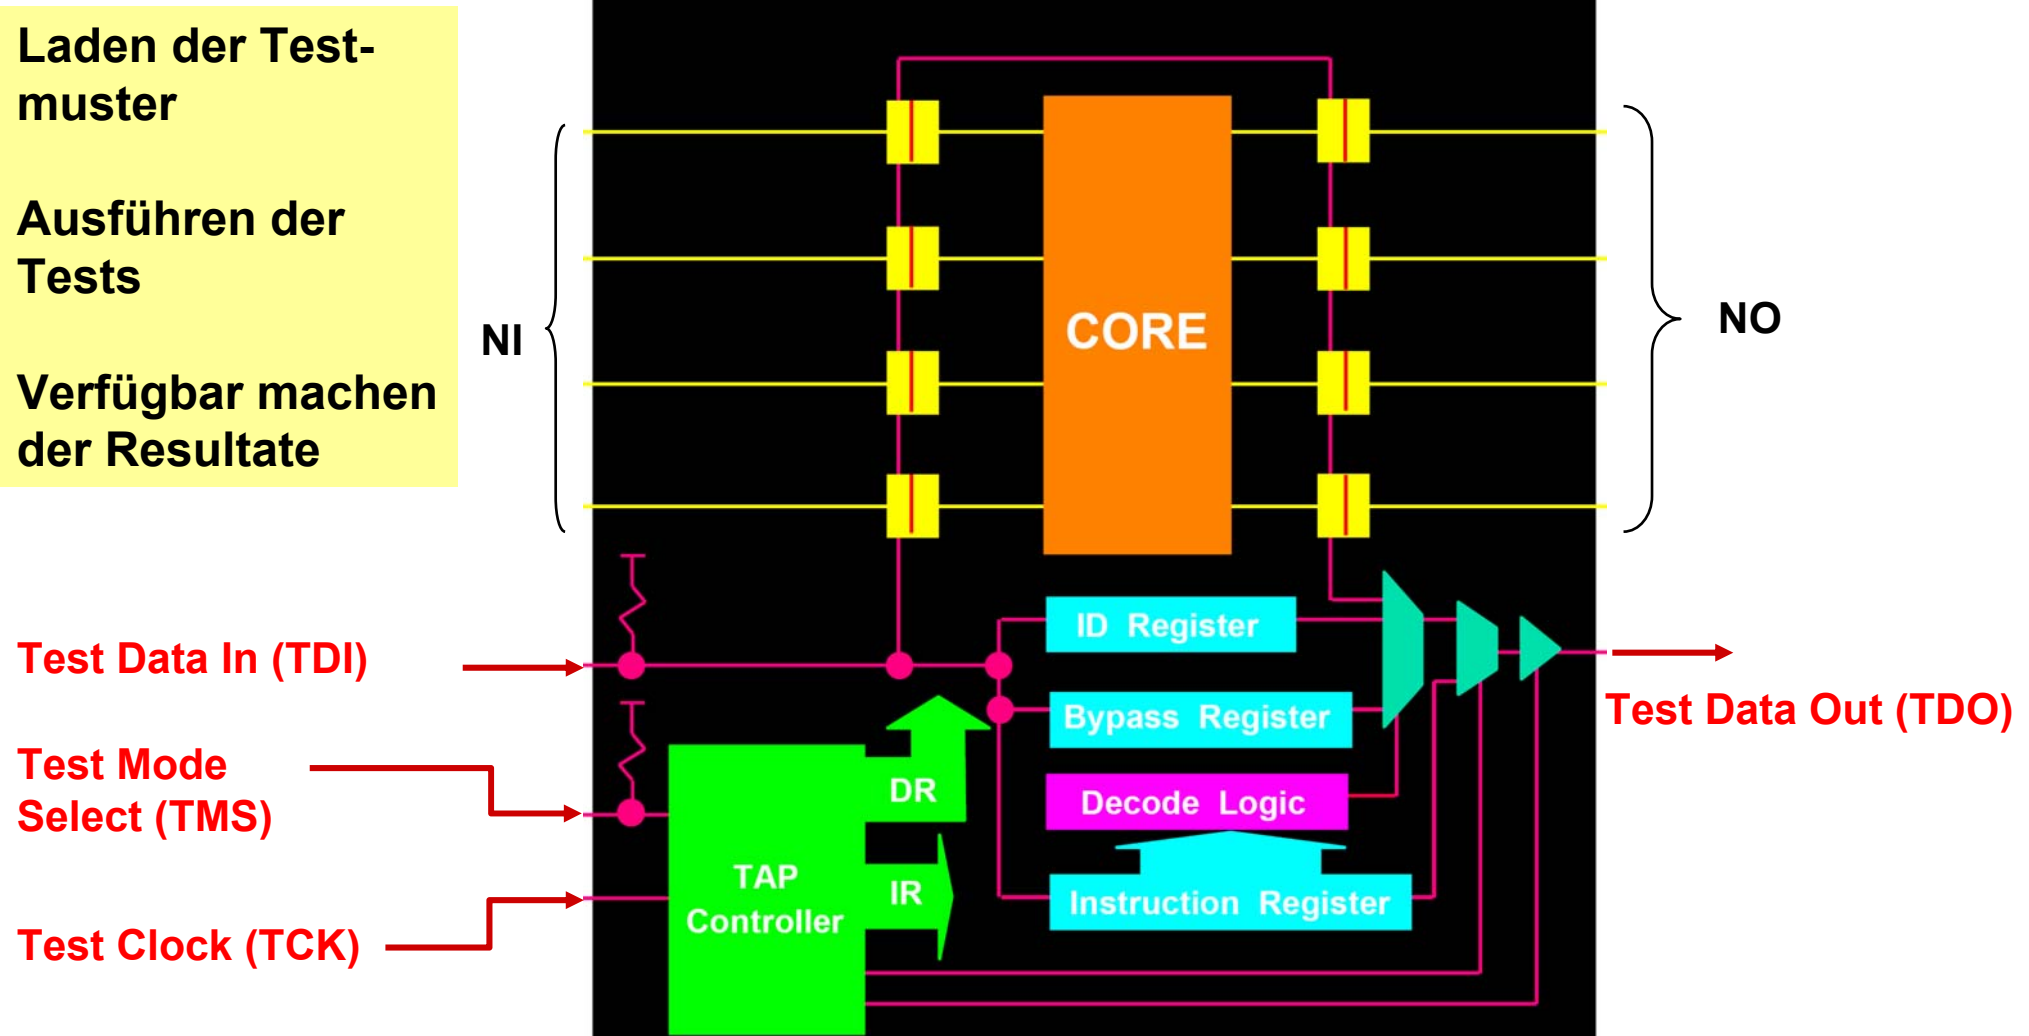 Laden der Test-
muster
Ausführen der
Tests
Verfügbar machen
der Resultate
NI
CORE
NO
Test Data In (TDI)
Test Mode
Select (TMS)
Test Clock (TCK)
TAP
Controller
DR
IR
ID Register
Bypass Register
Decode Logic
Instruction Register
Test Data Out (TDO)